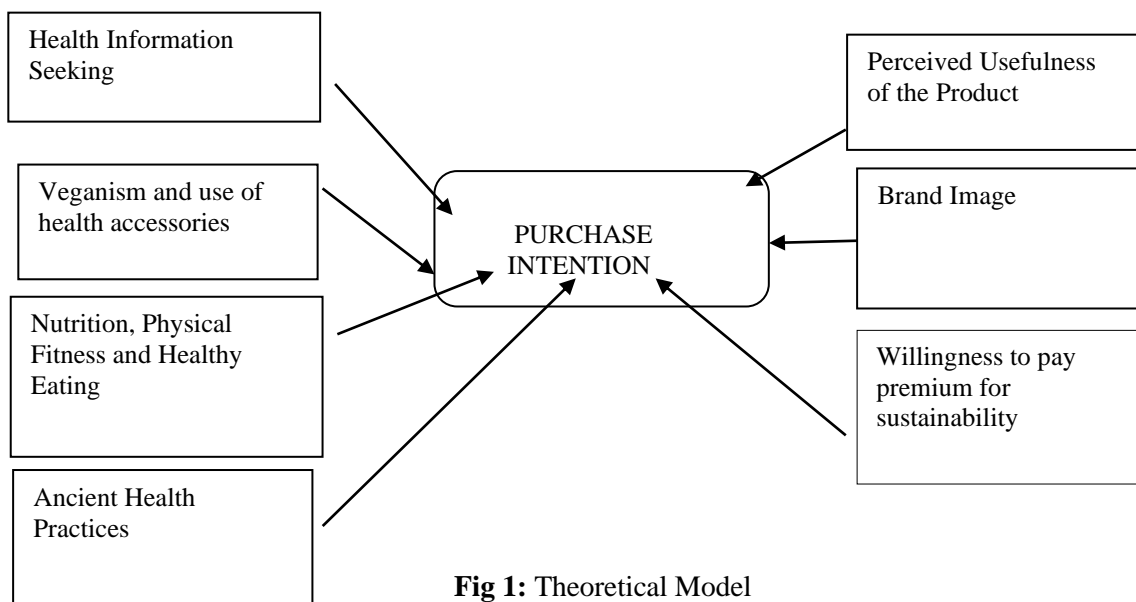 Health Information
Seeking
Veganism and use of
health accessories
Nutrition, Physical
Fitness and Healthy
Eating
Ancient Health
Practices
PURCHASE
INTENTION
Perceived Usefulness
of the Product
Brand Image
Willingness to pay
premium for
sustainability
Fig 1: Theoretical Model